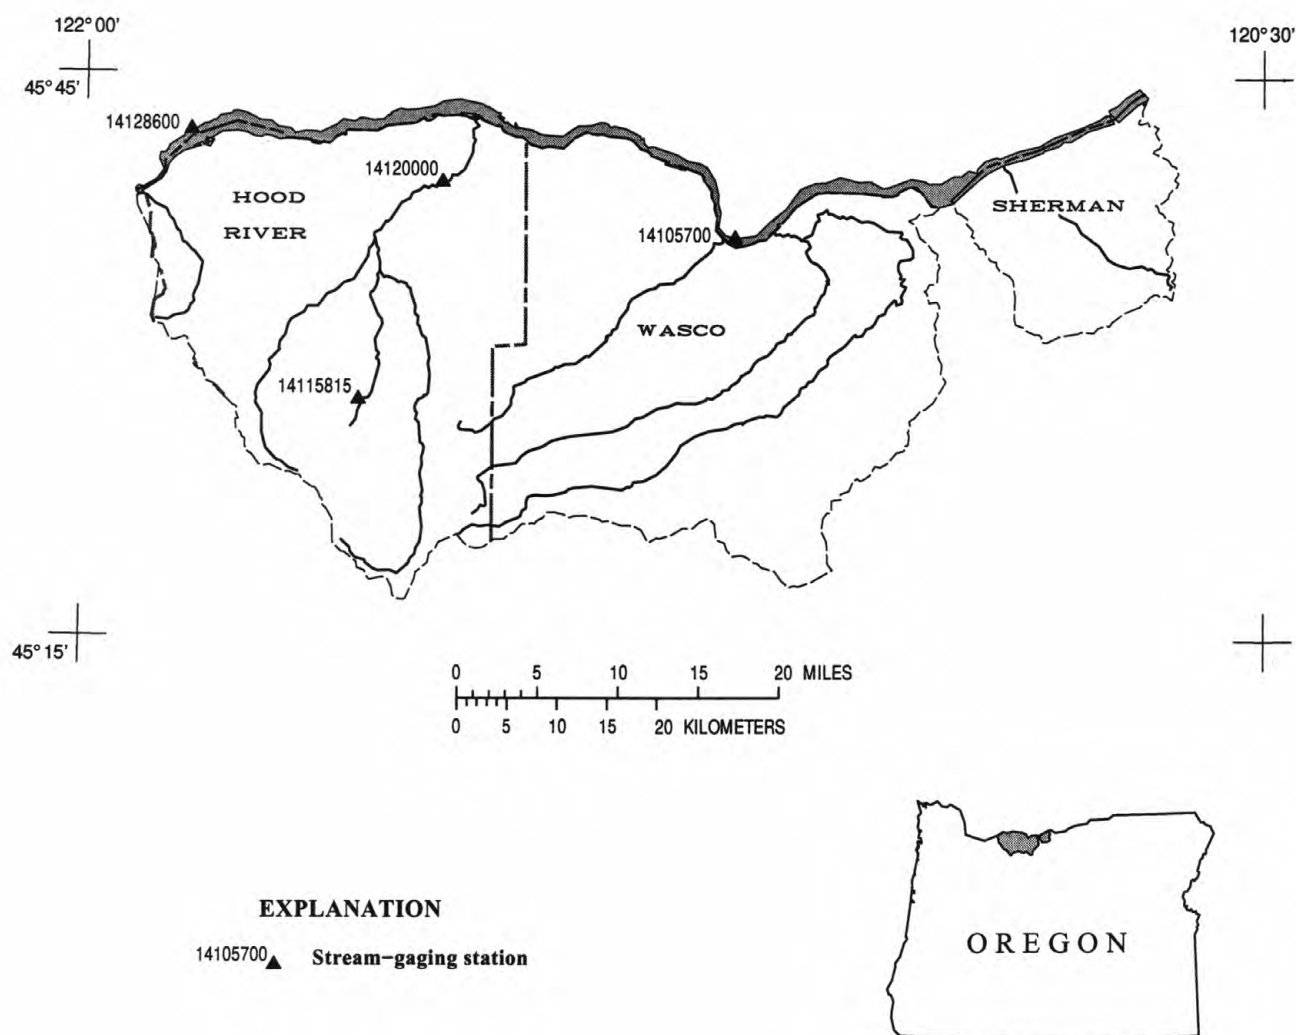 122° 00'
120° 30'
45° 45'
14128600
14120000
HOOD
RIVER
SHERMAN
14105700
WASCO
14115815
45° 15'
0 5 10 15 20 MILES
0 5 10 15 20 KILOMETERS
EXPLANATION
14105700 Stream-gaging station
OREGON